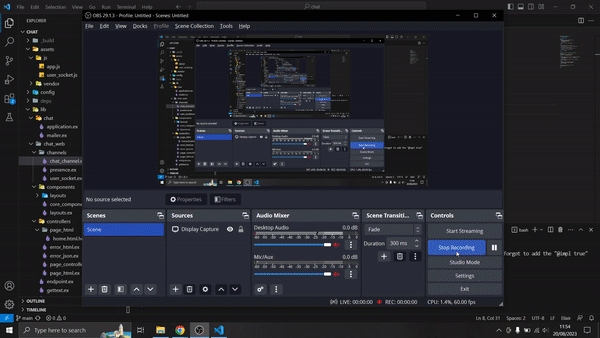 File Edit Selection View Go Run Terminal Help
chat
OBS 29.1.3 - Profile: Untitled - Scenes: Untitled
File Edit View Docks Profile Scene Collection Tools Help
EXPLORER
CHAT
_build
assets
js
app.js
user_socket.js
vendor
config
deps
lib
chat
application.ex
mailer.ex
chat_web
channels
chat_channel.ex
presence.ex
user_socket.ex
components
layouts
core_compone
layouts.ex
controllers
page_html
home.html.h
error_html.ex
error_json.ex
page_controlle
page_html.ex
endpoint.ex
gettext.ex
OUTLINE
TIMELINE
No source selected
Properties
Filters
Scenes
Scene
Sources
Display Capture
Audio Mixer
Desktop Audio
0.0 dB
Mic/Aux
0.0 dB
Scene Transiti...
Fade
Duration
300 ms
Controls
Start Streaming
Stop Recording
Studio Mode
Settings
Exit
LIVE: 00:00:00
REC: 00:00:00
CPU: 1.4%, 60.00 fps
bash
forgot to add the "@impl true"
main
0
0
Ln 8, Col 31
Spaces: 2
UTF-8
LF
Elixir
Type here to search
11:54
20/08/2023